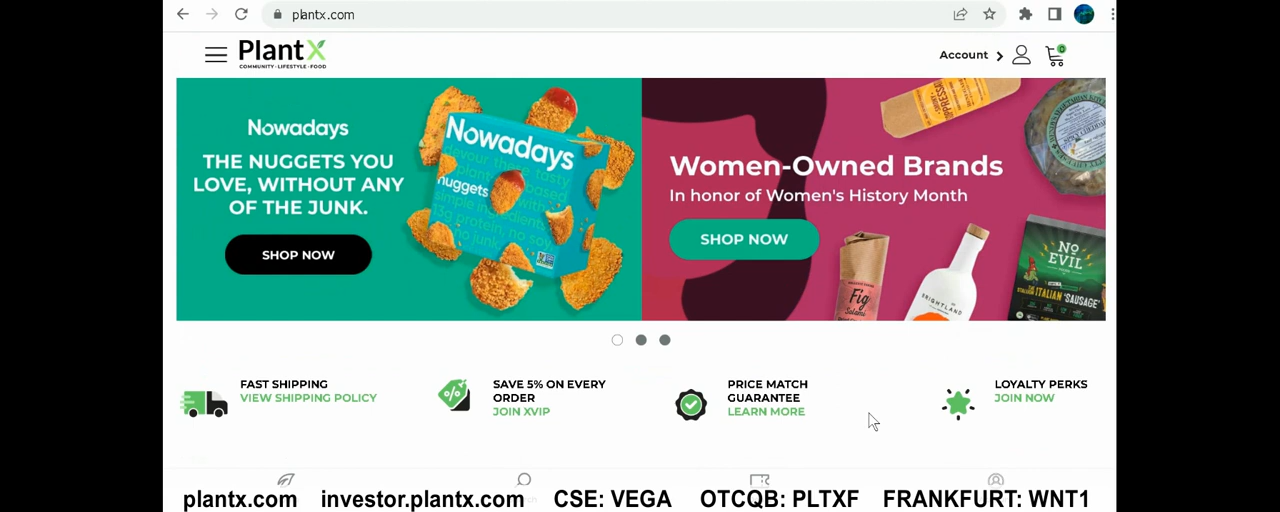 plantx.com
PlantX
COMMUNITY·LIFESTYLE·FOOD
Account
0
Nowadays
THE NUGGETS YOU
LOVE, WITHOUT ANY
OF THE JUNK.
SHOP NOW
Nowadays
nuggets
Women-Owned Brands
In honor of Women's History Month
SHOP NOW
Fig
Salami
BRIGHTLAND
NO
EVIL
ITALIAN 'SAUSAGE'
FAST SHIPPING
VIEW SHIPPING POLICY
SAVE 5% ON EVERY
ORDER
JOIN XVIP
PRICE MATCH
GUARANTEE
LEARN MORE
LOYALTY PERKS
JOIN NOW
plantx.com investor.plantx.com CSE: VEGA OTCQB: PLTXF FRANKFURT: WNT1